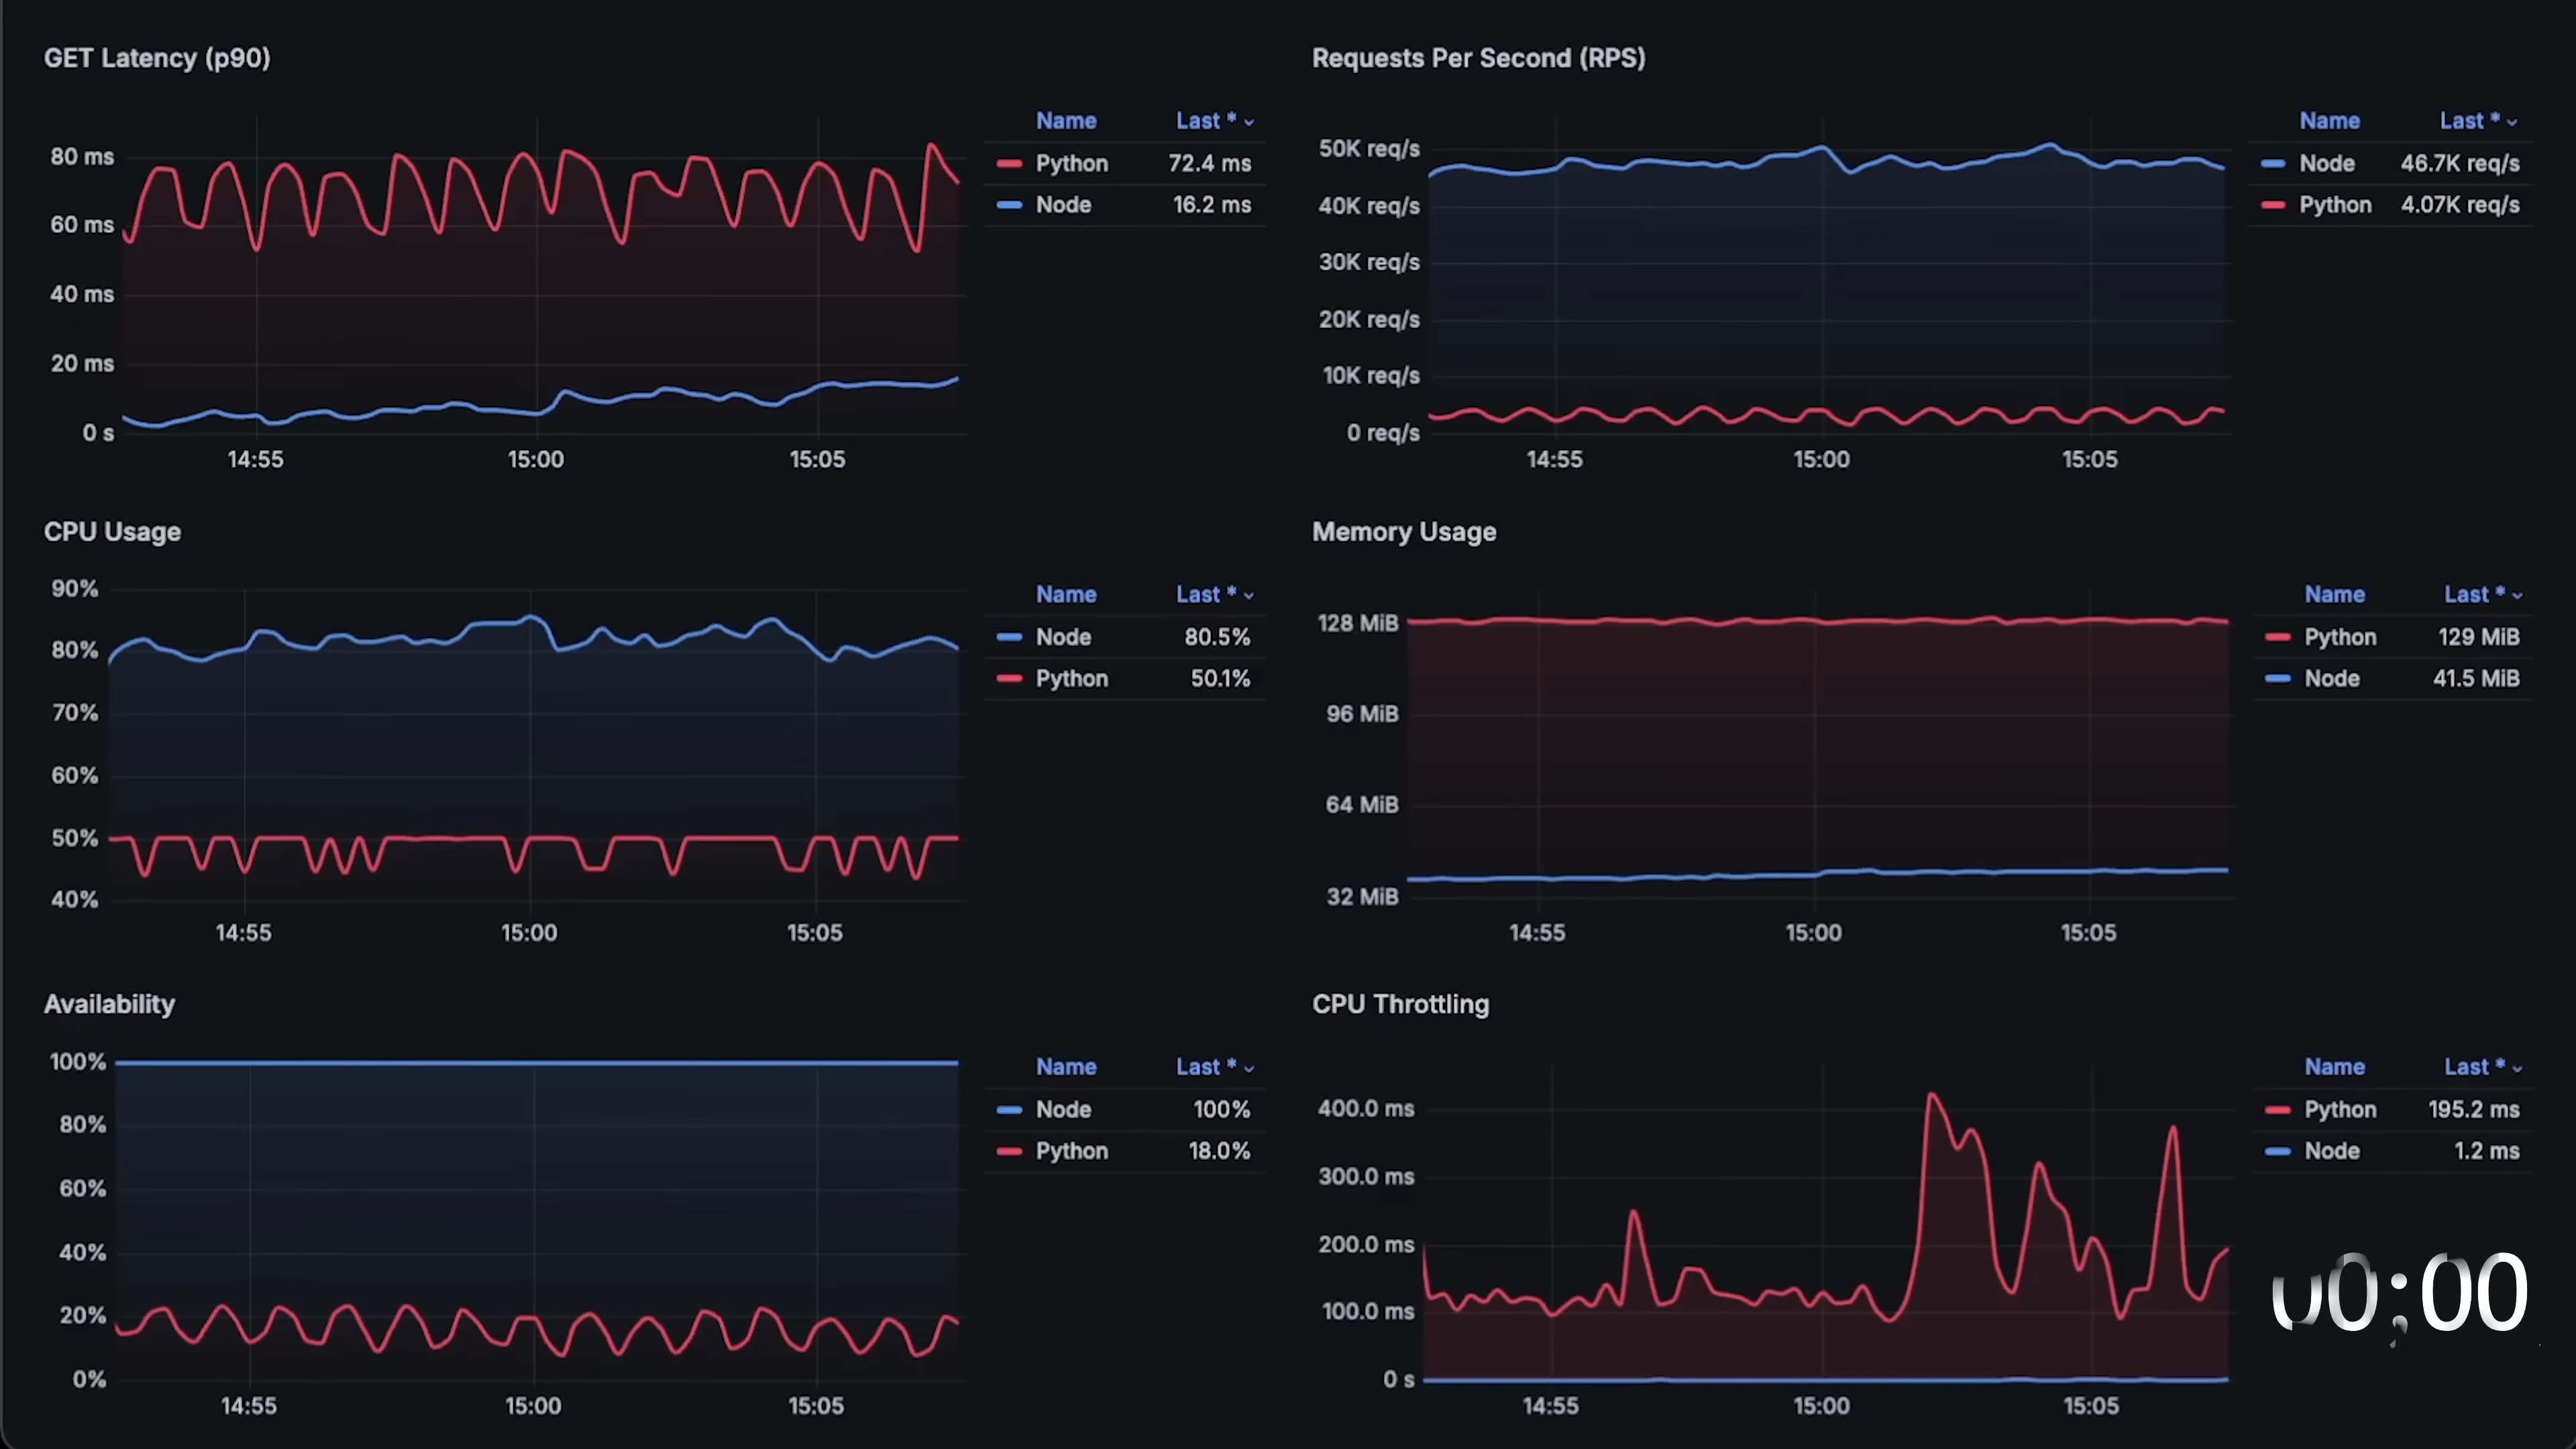 GET Latency (p90)
80 ms
60 ms
40 ms
20 ms
0 s
14:55 15:00 15:05
Name Last *
Python 72.4 ms
Node 16.2 ms
Requests Per Second (RPS)
50K req/s
40K req/s
30K req/s
20K req/s
10K req/s
0 req/s
14:55 15:00 15:05
Name Last *
Node 46.7K req/s
Python 4.07K req/s
CPU Usage
90%
80%
70%
60%
50%
40%
14:55 15:00 15:05
Name Last *
Node 80.5%
Python 50.1%
Memory Usage
128 MiB
96 MiB
64 MiB
32 MiB
14:55 15:00 15:05
Name Last *
Python 129 MiB
Node 41.5 MiB
Availability
100%
80%
60%
40%
20%
0%
14:55 15:00 15:05
Name Last *
Node 100%
Python 18.0%
CPU Throttling
400.0 ms
300.0 ms
200.0 ms
100.0 ms
0 s
14:55 15:00 15:05
Name Last *
Python 195.2 ms
Node 1.2 ms
00:00